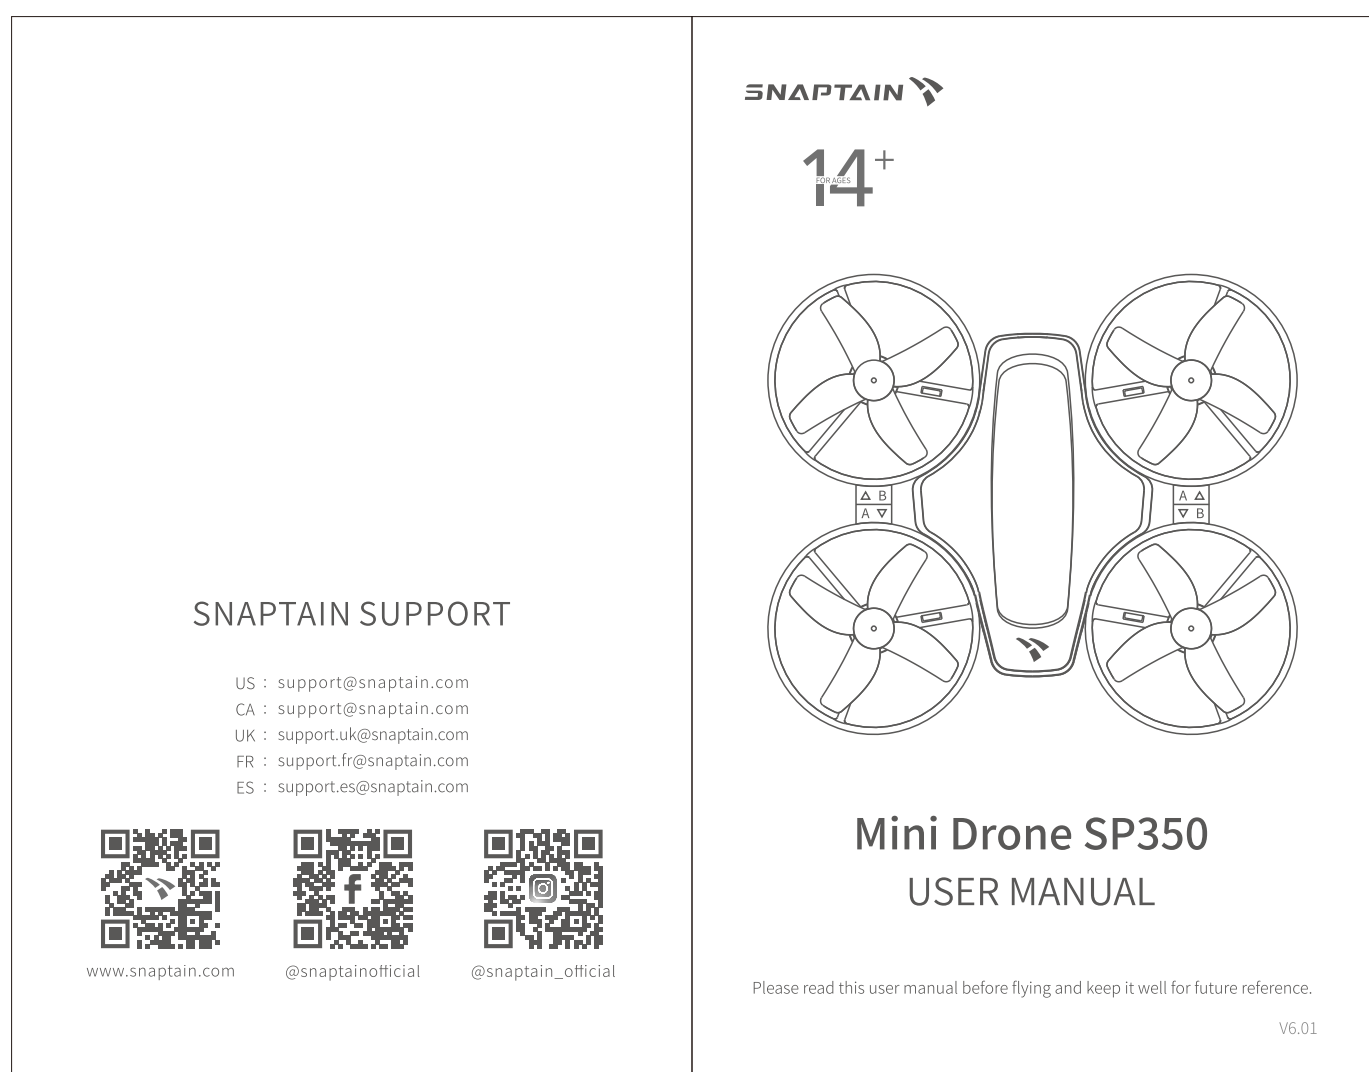 SNAPTAIN SUPPORT
US : support@snaptain.com
CA : support@snaptain.com
UK : support.uk@snaptain.com
FR : support.fr@snaptain.com
ES : support.es@snaptain.com
www.snaptain.com
@snaptainofficial
@snaptain_official
SNAPTAIN
14+
FOR AGES
△ B
A ▽
A △
▽ B
Mini Drone SP350
USER MANUAL
Please read this user manual before flying and keep it well for future reference.
V6.01